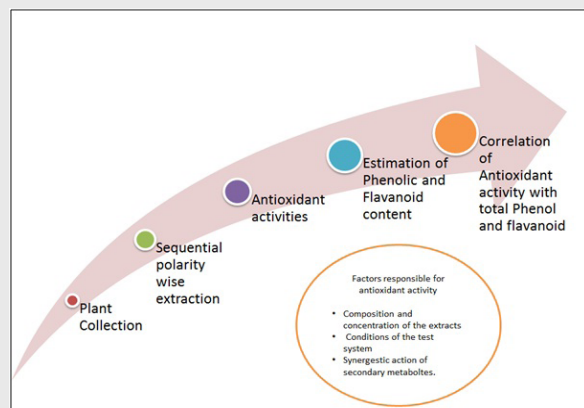 Plant
Collection
Sequential
polarity
wise
extraction
Antioxidant
activities
Estimation of
Phenolic and
Flavanoid
content
Correlation
of
Antioxidant
activity with
total Phenol
and flavanoid
Factors responsible for
antioxidant activity
• Composition and
concentration of the extracts
• Conditions of the test
system
• Synergestic action of
secondary metaboltes.